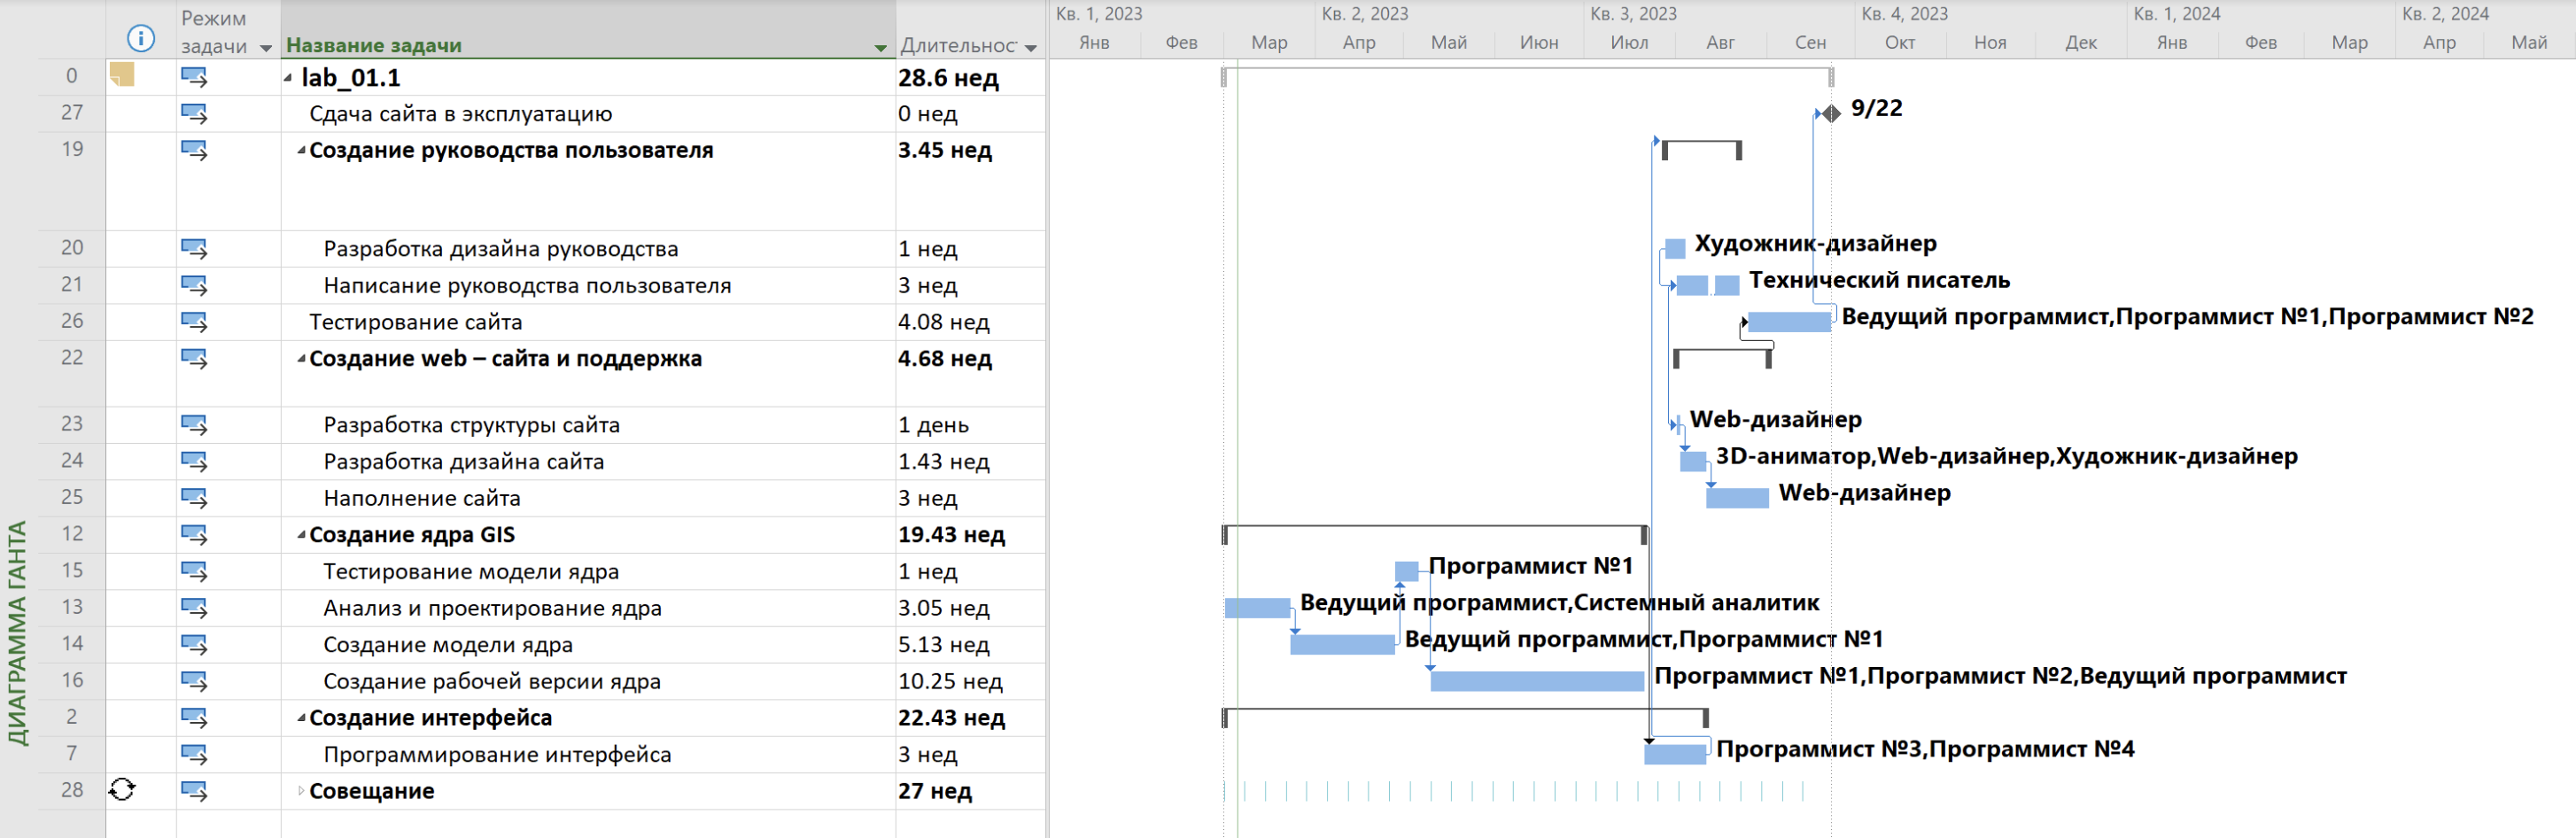 Кв. 1, 2023 Кв. 2, 2023 Кв. 3, 2023 Кв. 4, 2023 Кв. 1, 2024 Кв. 2, 2024
Режим задачи Название задачи Длительнос
Янв Фев Мар Апр Май Июн Июл Авг Сен Окт Ноя Дек Янв Фев Мар Апр Май
0 lab_01.1 28.6 нед
27 Сдача сайта в эксплуатацию 0 нед 9/22
19 Создание руководства пользователя 3.45 нед
20 Разработка дизайна руководства 1 нед Художник-дизайнер
21 Написание руководства пользователя 3 нед Технический писатель
26 Тестирование сайта 4.08 нед Ведущий программист,Программист №1,Программист №2
22 Создание web – сайта и поддержка 4.68 нед
23 Разработка структуры сайта 1 день Web-дизайнер
24 Разработка дизайна сайта 1.43 нед 3D-аниматор,Web-дизайнер,Художник-дизайнер
25 Наполнение сайта 3 нед Web-дизайнер
12 Создание ядра GIS 19.43 нед
15 Тестирование модели ядра 1 нед Программист №1
13 Анализ и проектирование ядра 3.05 нед Ведущий программист,Системный аналитик
14 Создание модели ядра 5.13 нед Ведущий программист,Программист №1
16 Создание рабочей версии ядра 10.25 нед Программист №1,Программист №2,Ведущий программист
2 Создание интерфейса 22.43 нед
7 Программирование интерфейса 3 нед Программист №3,Программист №4
28 Совещание 27 нед
ДИАГРАММА ГАНТА